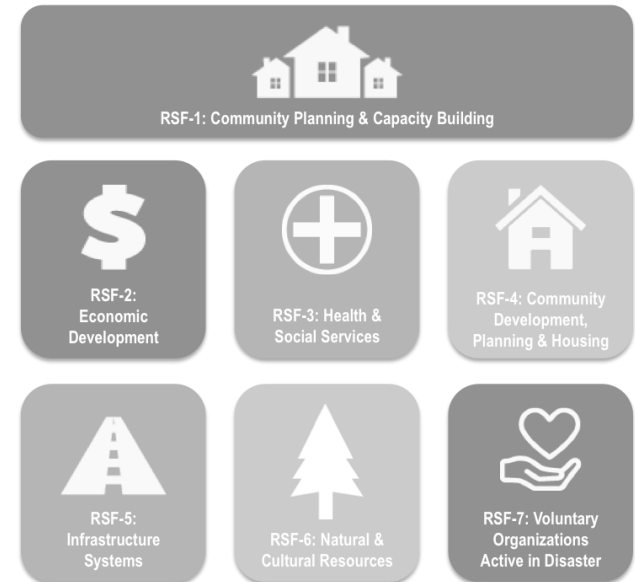 RSF-1: Community Planning & Capacity Building
RSF-2:
Economic
Development
RSF-3: Health &
Social Services
RSF-4: Community
Development,
Planning & Housing
RSF-5:
Infrastructure
Systems
RSF-6: Natural &
Cultural Resources
RSF-7: Voluntary
Organizations
Active in Disaster